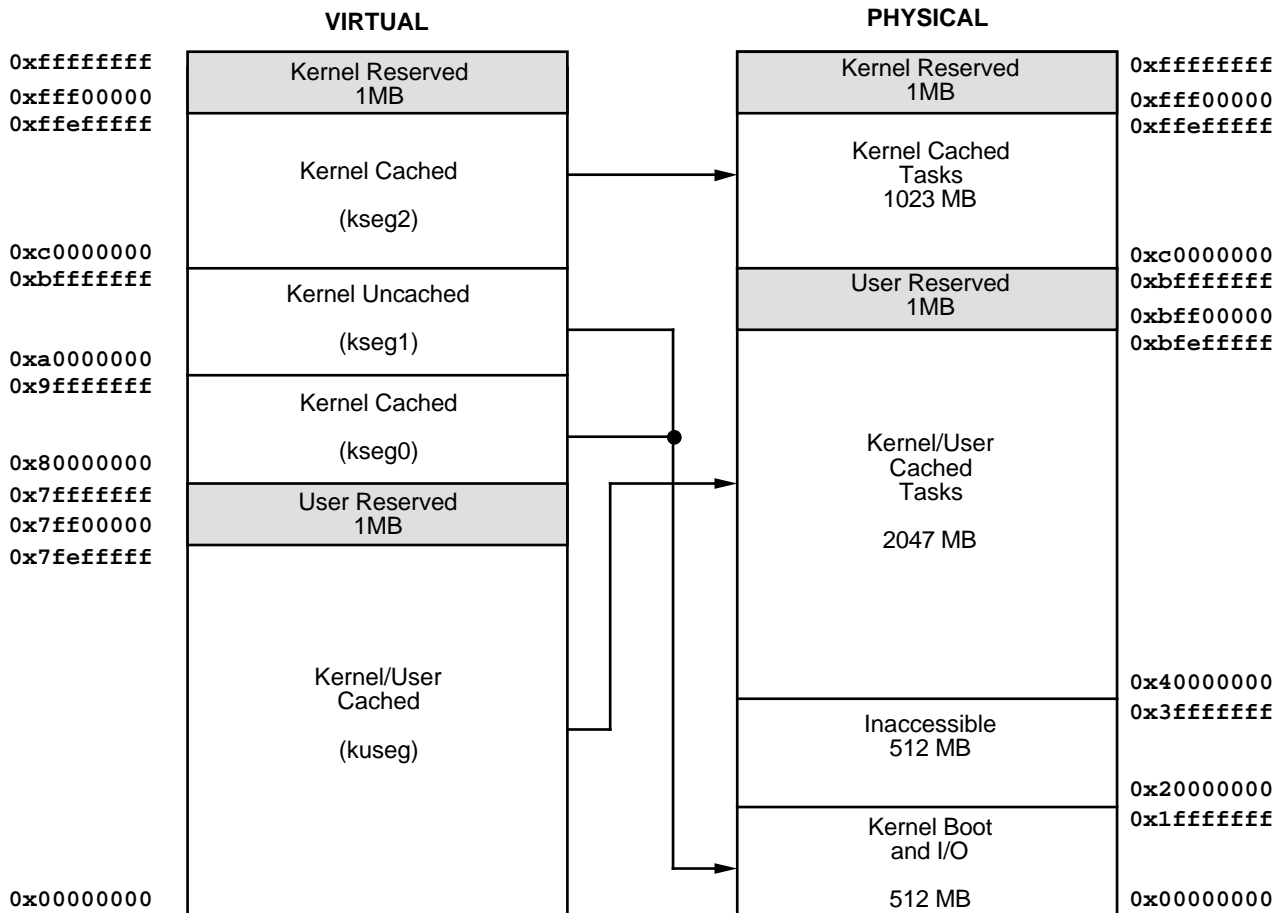 VIRTUAL
PHYSICAL
0xffffffff
0xfff00000
0xffefffff
0xc0000000
0xbfffffff
0xa0000000
0x9fffffff
0x80000000
0x7fffffff
0x7ff00000
0x7fefffff
0x00000000
Kernel Reserved
1MB
Kernel Cached
(kseg2)
Kernel Uncached
(kseg1)
Kernel Cached
(kseg0)
User Reserved
1MB
Kernel/User
Cached
(kuseg)
Kernel Reserved
1MB
Kernel Cached
Tasks
1023 MB
User Reserved
1MB
Kernel/User
Cached
Tasks
2047 MB
Inaccessible
512 MB
Kernel Boot
and I/O
512 MB
0xffffffff
0xfff00000
0xffefffff
0xc0000000
0xbfffffff
0xbff00000
0xbfefffff
0x40000000
0x3fffffff
0x20000000
0x1fffffff
0x00000000